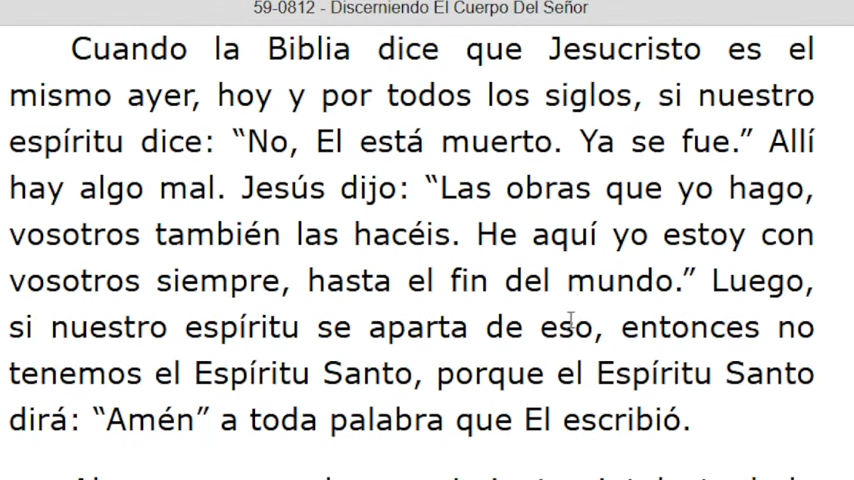 59-0812 - Discerniendo El Cuerpo Del Señor
Cuando la Biblia dice que Jesucristo es el
mismo ayer, hoy y por todos los siglos, si nuestro
espíritu dice: “No, El está muerto. Ya se fue.” Allí
hay algo mal. Jesús dijo: “Las obras que yo hago,
vosotros también las hacéis. He aquí yo estoy con
vosotros siempre, hasta el fin del mundo.” Luego,
si nuestro espíritu se aparta de eso, entonces no
tenemos el Espíritu Santo, porque el Espíritu Santo
dirá: “Amén” a toda palabra que El escribió.